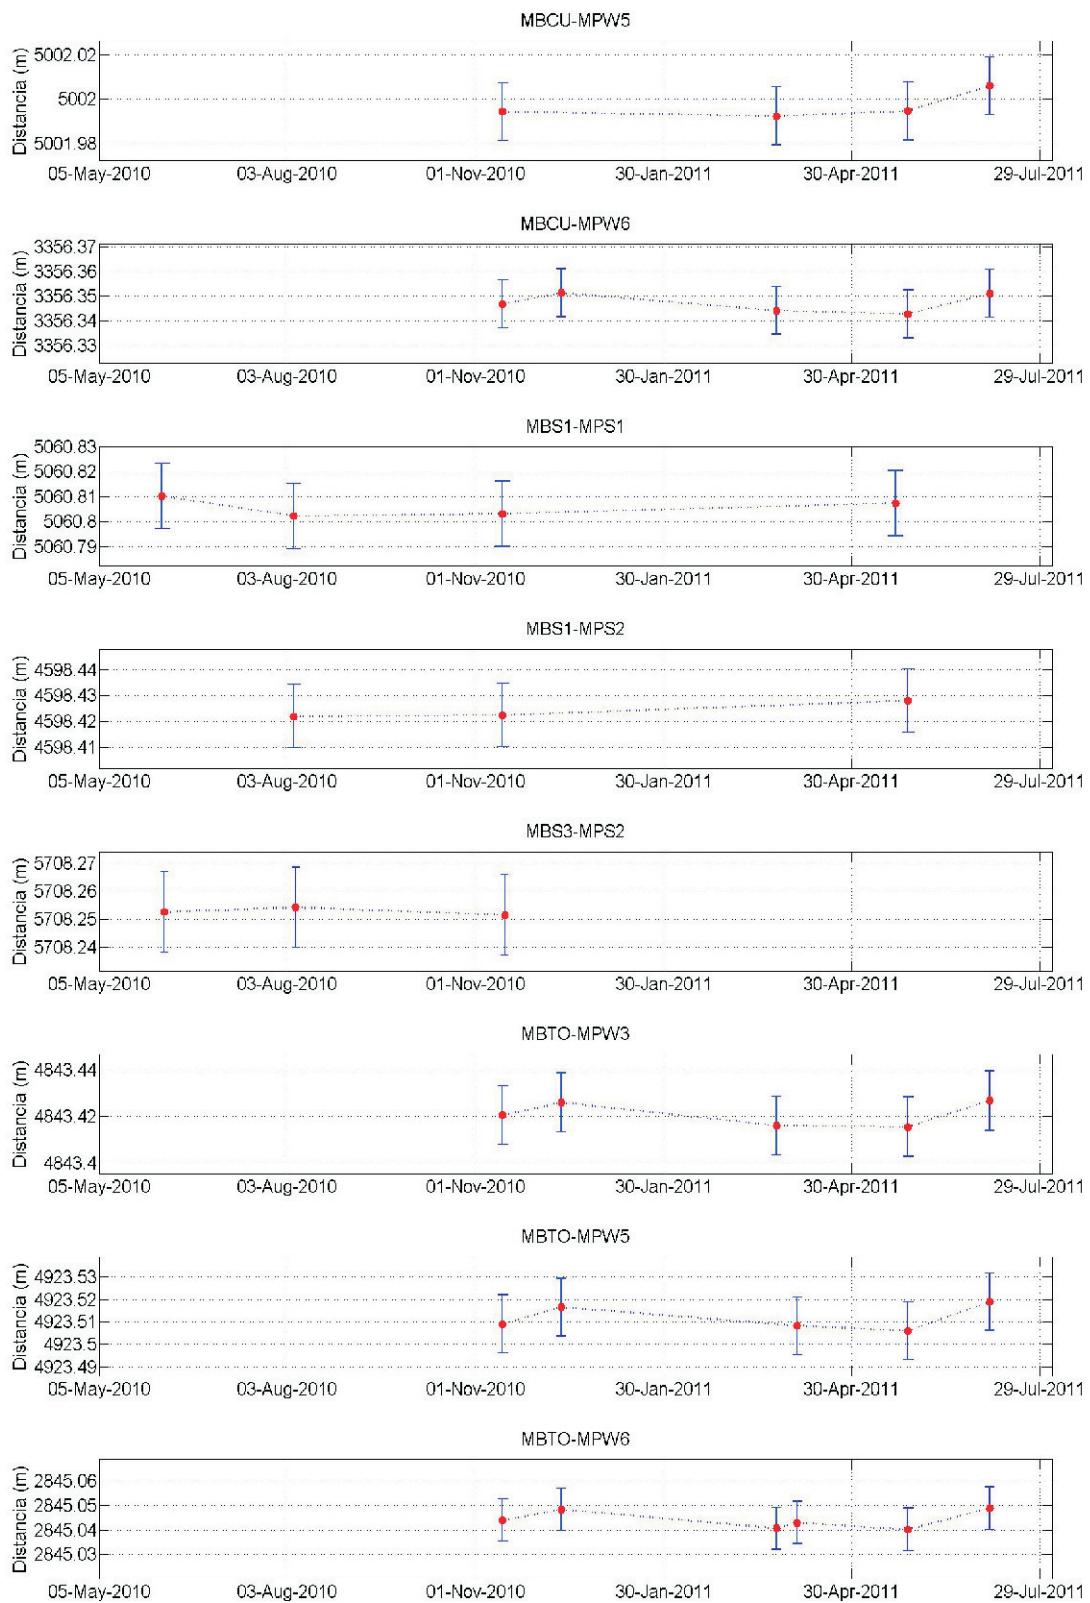 MBCU-MPW5
Distancia (m)
5002.02
5002
5001.98
05-May-2010 03-Aug-2010 01-Nov-2010 30-Jan-2011 30-Apr-2011 29-Jul-2011
MBCU-MPW6
Distancia (m)
3356.37
3356.36
3356.35
3356.34
3356.33
05-May-2010 03-Aug-2010 01-Nov-2010 30-Jan-2011 30-Apr-2011 29-Jul-2011
MBS1-MPS1
Distancia (m)
5060.83
5060.82
5060.81
5060.8
5060.79
05-May-2010 03-Aug-2010 01-Nov-2010 30-Jan-2011 30-Apr-2011 29-Jul-2011
MBS1-MPS2
Distancia (m)
4598.44
4598.43
4598.42
4598.41
05-May-2010 03-Aug-2010 01-Nov-2010 30-Jan-2011 30-Apr-2011 29-Jul-2011
MBS3-MPS2
Distancia (m)
5708.27
5708.26
5708.25
5708.24
05-May-2010 03-Aug-2010 01-Nov-2010 30-Jan-2011 30-Apr-2011 29-Jul-2011
MBTO-MPW3
Distancia (m)
4843.44
4843.42
4843.4
05-May-2010 03-Aug-2010 01-Nov-2010 30-Jan-2011 30-Apr-2011 29-Jul-2011
MBTO-MPW5
Distancia (m)
4923.53
4923.52
4923.51
4923.5
4923.49
05-May-2010 03-Aug-2010 01-Nov-2010 30-Jan-2011 30-Apr-2011 29-Jul-2011
MBTO-MPW6
Distancia (m)
2845.06
2845.05
2845.04
2845.03
05-May-2010 03-Aug-2010 01-Nov-2010 30-Jan-2011 30-Apr-2011 29-Jul-2011